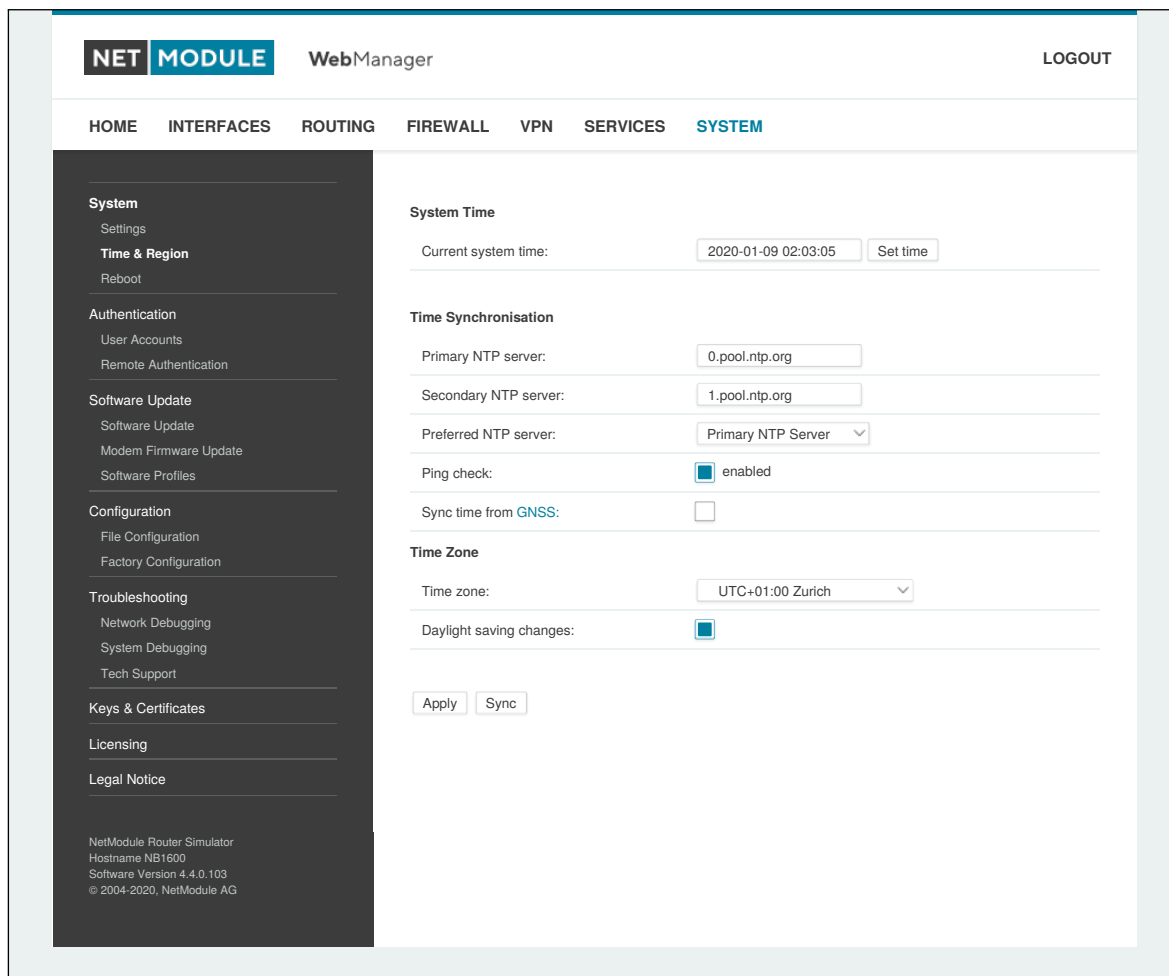 NET MODULE WebManager LOGOUT
HOME INTERFACES ROUTING FIREWALL VPN SERVICES SYSTEM
System
Settings
Time & Region
Reboot
Authentication
User Accounts
Remote Authentication
Software Update
Software Update
Modem Firmware Update
Software Profiles
Configuration
File Configuration
Factory Configuration
Troubleshooting
Network Debugging
System Debugging
Tech Support
Keys & Certificates
Licensing
Legal Notice
NetModule Router Simulator
Hostname NB1600
Software Version 4.4.0.103
© 2004-2020, NetModule AG
System Time
Current system time: 2020-01-09 02:03:05 Set time
Time Synchronisation
Primary NTP server: 0.pool.ntp.org
Secondary NTP server: 1.pool.ntp.org
Preferred NTP server: Primary NTP Server
Ping check: enabled
Sync time from GNSS:
Time Zone
Time zone: UTC+01:00 Zurich
Daylight saving changes:
Apply Sync